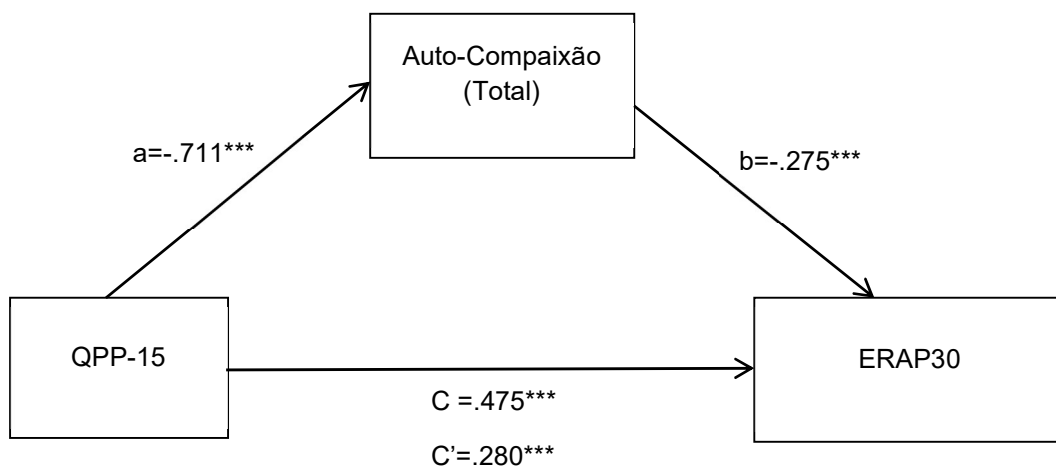 Auto-Compaixão
(Total)
a=-.711***
b=-.275***
QPP-15
ERAP30
C =.475***
C'=.280***